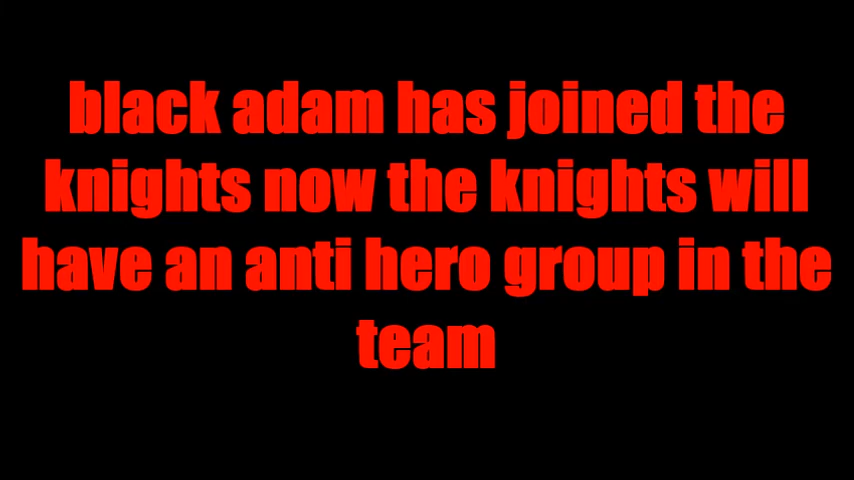 black adam has joined the
knights now the knights will
have an anti hero group in the
team